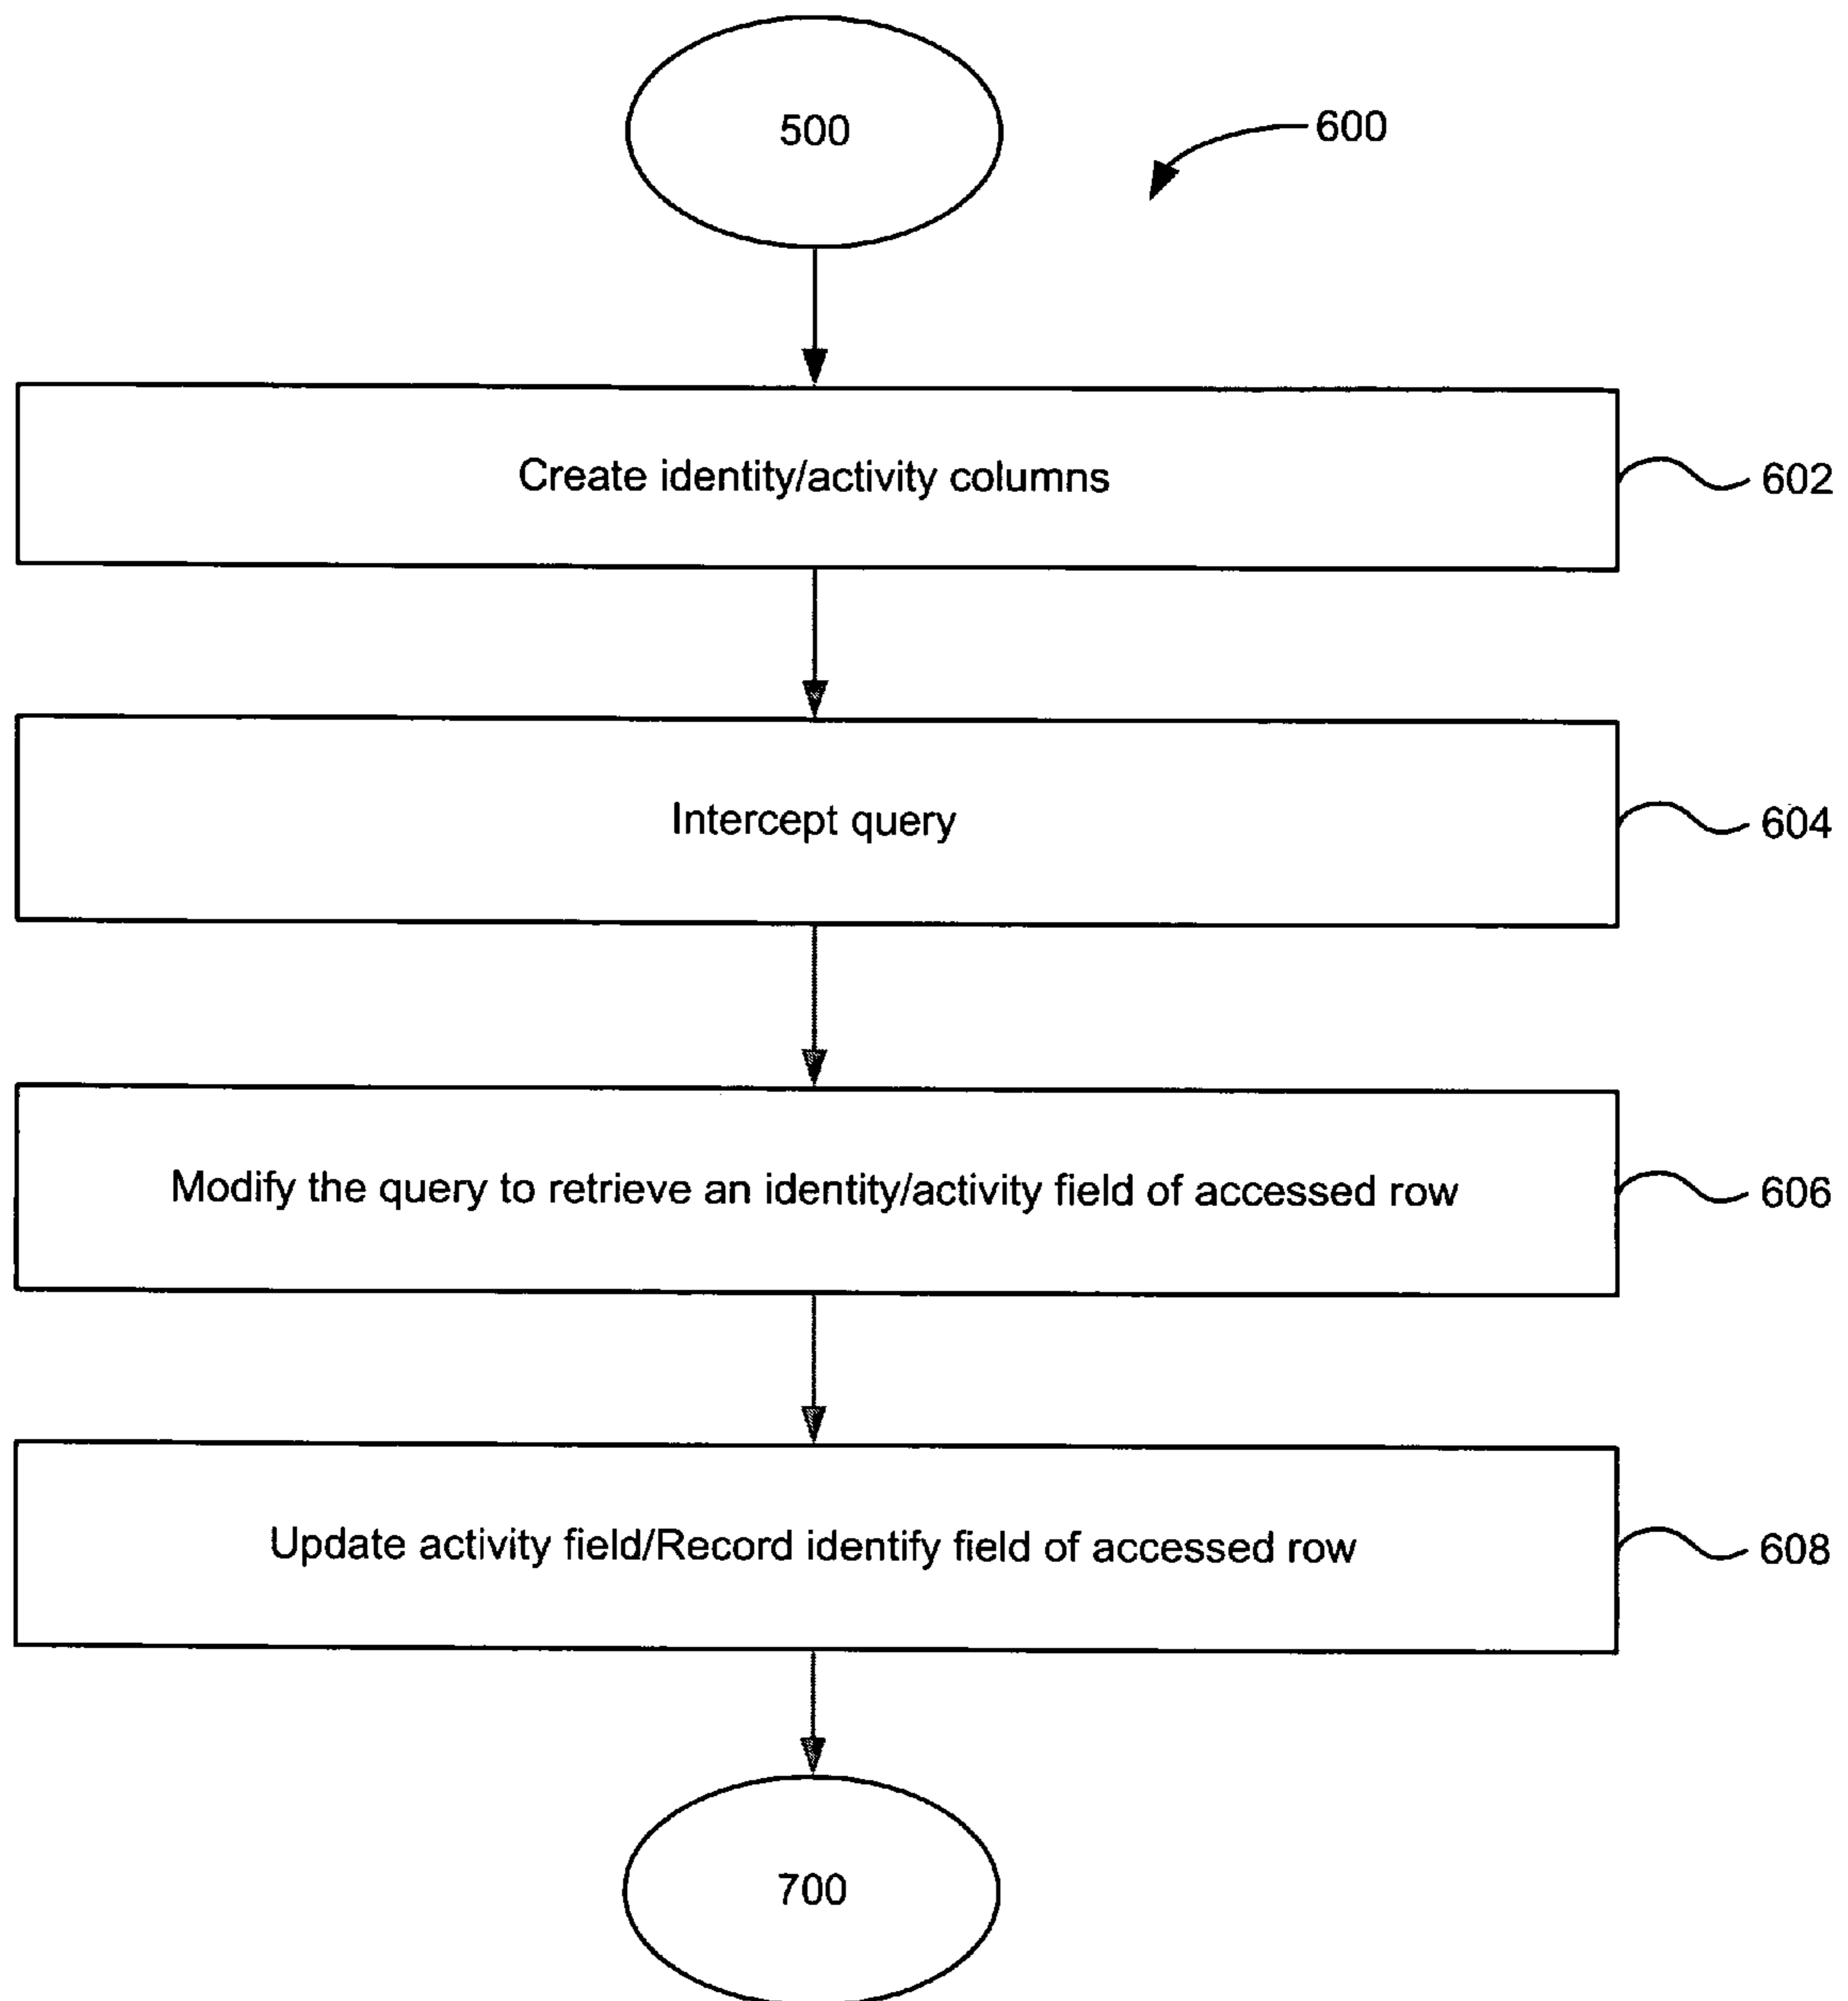 500
600
Create identity/activity columns
602
Intercept query
604
Modify the query to retrieve an identity/activity field of accessed row
606
Update activity field/Record identify field of accessed row
608
700